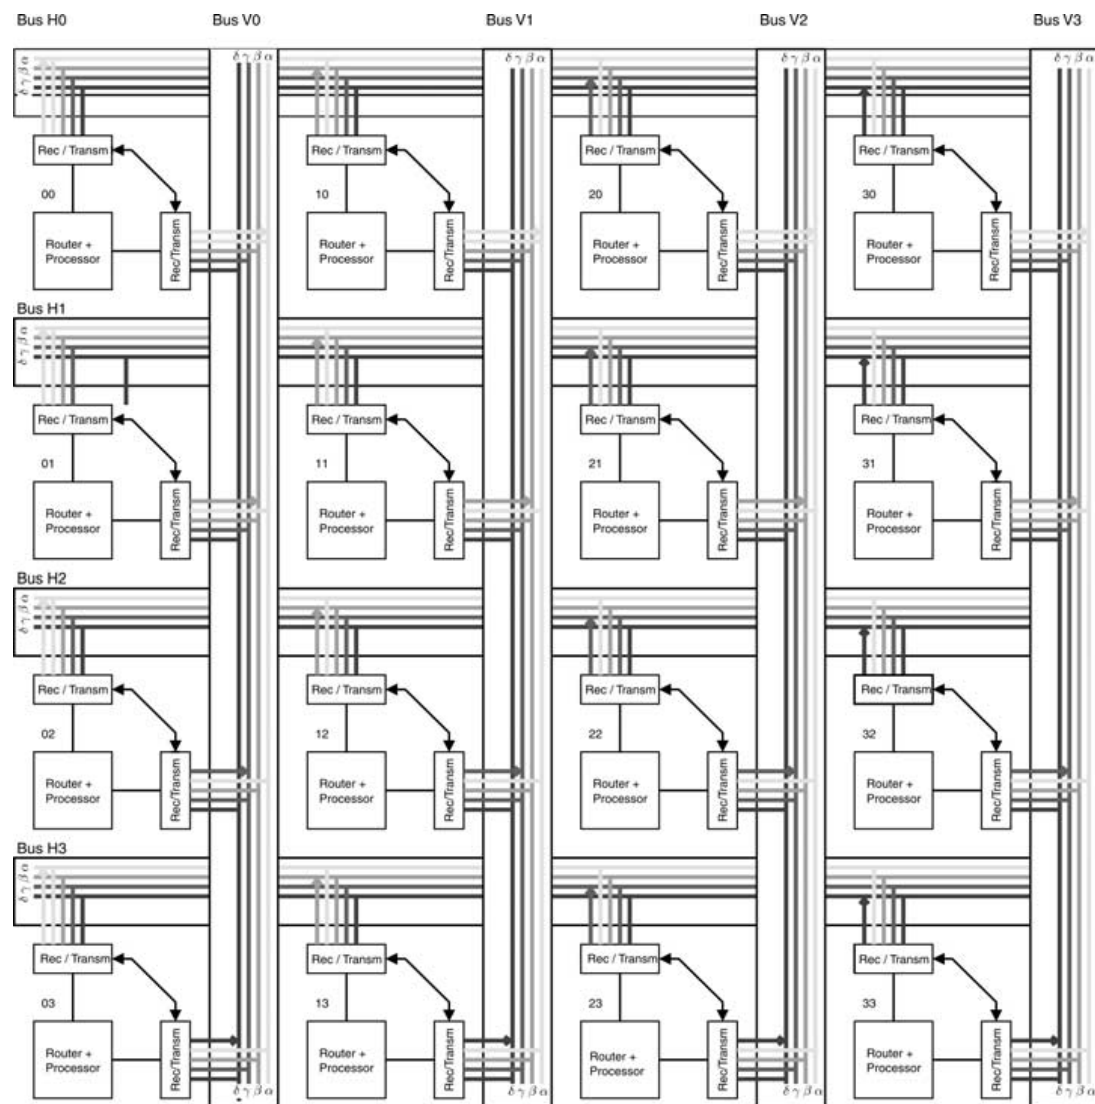 Bus H0 Bus V0 Bus V1 Bus V2 Bus V3
δ γ β α δ γ β α δ γ β α δ γ β α
δ γ β α
Rec / Transm Rec / Transm Rec / Transm Rec / Transm
00 10 20 30
Rec/Transm Rec/Transm Rec/Transm Rec/Transm
Router + Router + Router + Router +
Processor Processor Processor Processor
Bus H1
δ γ β α
Rec / Transm Rec / Transm Rec / Transm Rec / Transm
01 11 21 31
Rec/Transm Rec/Transm Rec/Transm Rec/Transm
Router + Router + Router + Router +
Processor Processor Processor Processor
Bus H2
δ γ β α
Rec / Transm Rec / Transm Rec / Transm Rec / Transm
02 12 22 32
Rec/Transm Rec/Transm Rec/Transm Rec/Transm
Router + Router + Router + Router +
Processor Processor Processor Processor
Bus H3
δ γ β α
Rec / Transm Rec / Transm Rec / Transm Rec / Transm
03 13 23 33
Rec/Transm Rec/Transm Rec/Transm Rec/Transm
Router + Router + Router + Router +
Processor Processor Processor Processor
δ γ β α δ γ β α δ γ β α δ γ β α